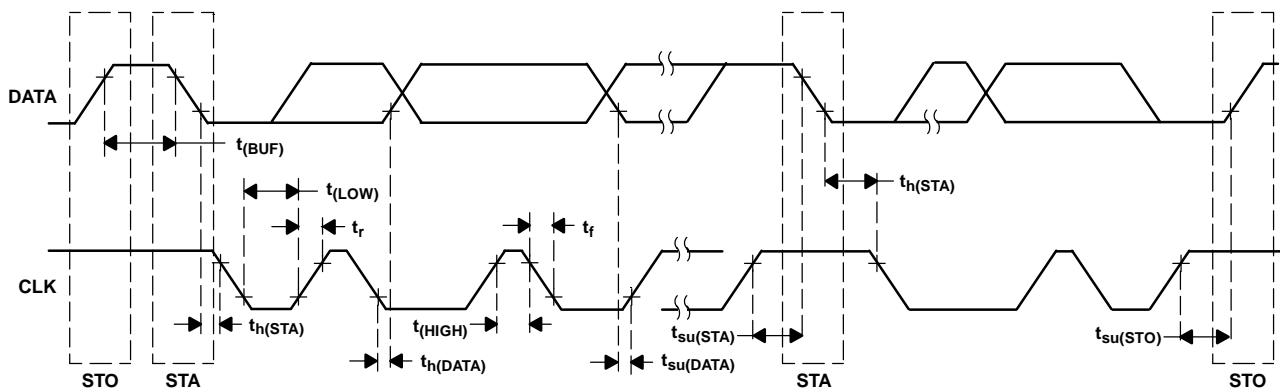 DATA
t(BUF)
t(LOW)
tr
tf
th(STA)
CLK
th(STA)
th(DATA)
t(HIGH)
tsu(DATA)
tsu(STA)
tsu(STO)
STO
STA
STA
STO